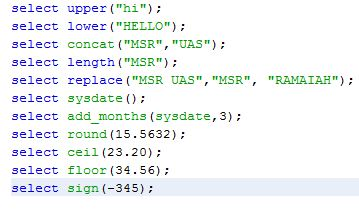 select upper("hi");
select lower("HELLO");
select concat("MSR","UAS");
select length("MSR");
select replace("MSR UAS","MSR", "RAMAIAH");
select sysdate();
select add_months(sysdate,3);
select round(15.5632);
select ceil(23.20);
select floor(34.56);
select sign(-345);